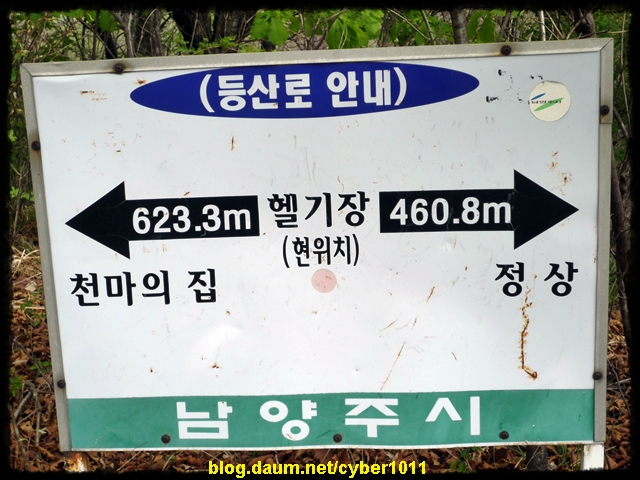 (등산로 안내)
623.3m 헬기장 460.8m
(현위치)
천마의 집 정상
남양주시
blog.daum.net/cyber1011